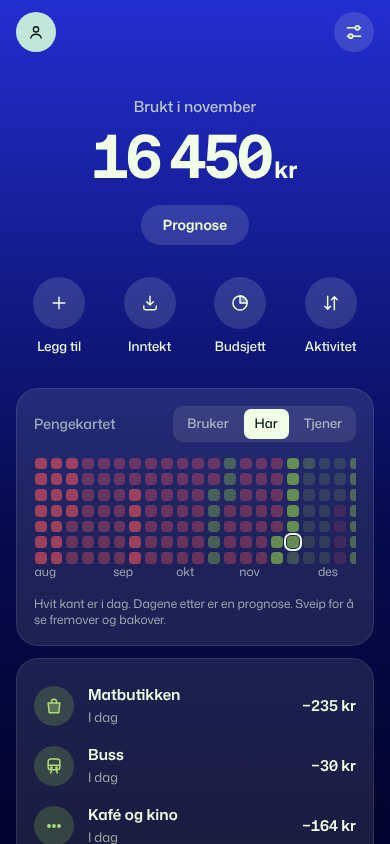 Brukt i november
16 450 kr
Prognose
Legg til
Inntekt
Budsjett
Aktivitet
Pengekartet
Bruker
Har
Tjener
aug
sep
okt
nov
des
Hvit kant er i dag. Dagene etter er en prognose. Sveip for å
se fremover og bakover.
Matbutikken
−235 kr
I dag
Buss
−30 kr
I dag
Kafé og kino
−164 kr
I dag